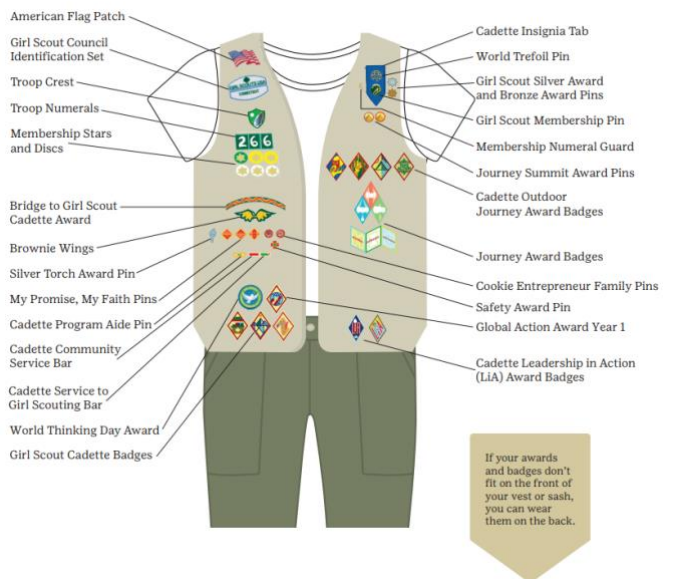 American Flag Patch
Girl Scout Council
Identification Set
Troop Crest
Troop Numerals
Membership Stars
and Discs
Bridge to Girl Scout
Cadette Award
Brownie Wings
Silver Torch Award Pin
My Promise, My Faith Pins
Cadette Program Aide Pin
Cadette Community
Service Bar
Cadette Service to
Girl Scouting Bar
World Thinking Day Award
Girl Scout Cadette Badges
266
Cadette Insignia Tab
World Trefoil Pin
Girl Scout Silver Award
and Bronze Award Pins
Girl Scout Membership Pin
Membership Numeral Guard
Journey Summit Award Pins
Cadette Outdoor
Journey Award Badges
Journey Award Badges
Cookie Entrepreneur Family Pins
Safety Award Pin
Global Action Award Year 1
Cadette Leadership in Action
(LiA) Award Badges
If your awards
and badges don't
fit on the front of
your vest or sash,
you can wear
them on the back.